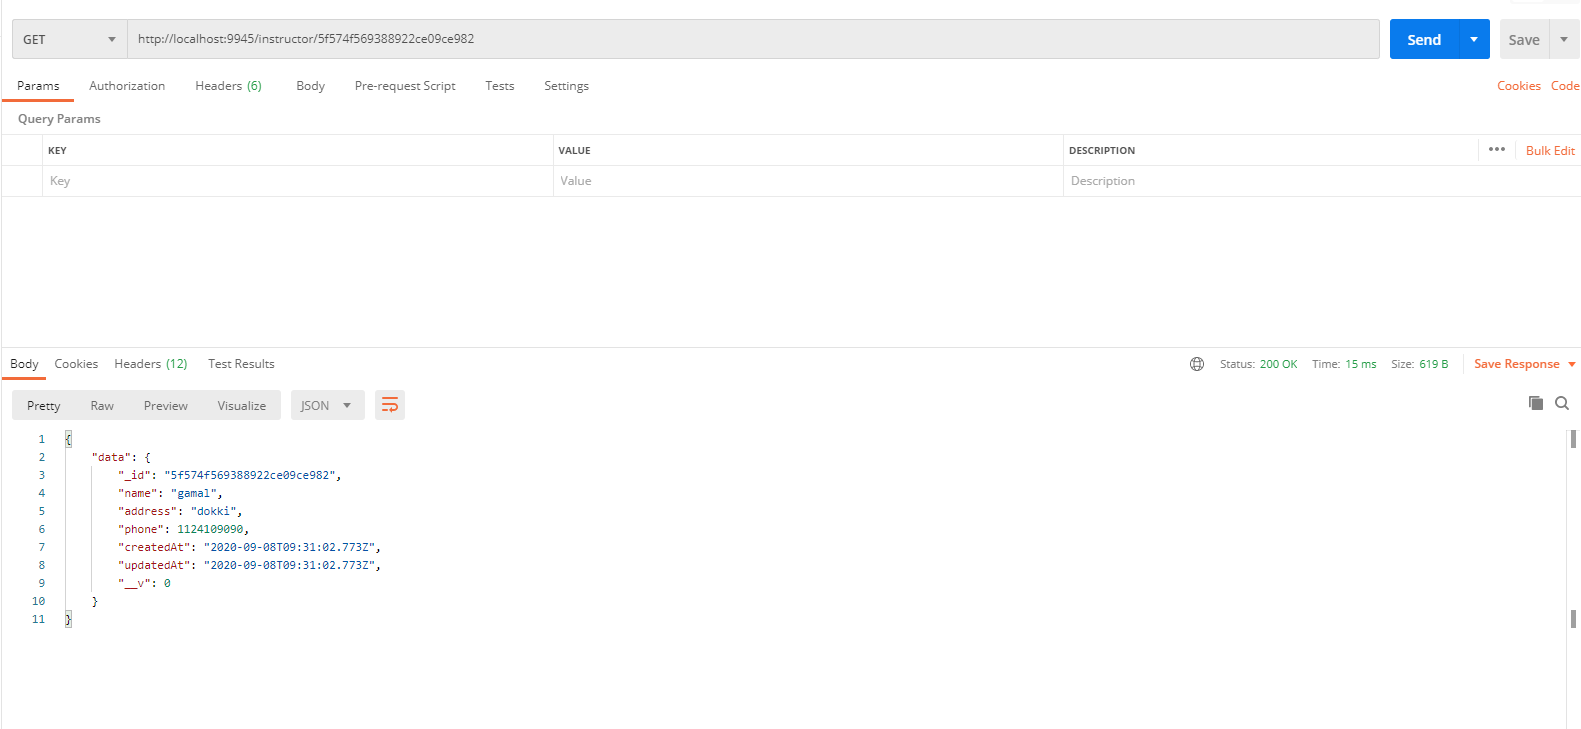 GET http://localhost:9945/instructor/5f574f569388922ce09ce982 Send Save
Params Authorization Headers (6) Body Pre-request Script Tests Settings Cookies Code
Query Params
KEY VALUE DESCRIPTION ••• Bulk Edit
Key Value Description
Body Cookies Headers (12) Test Results Status: 200 OK Time: 15 ms Size: 619 B Save Response
Pretty Raw Preview Visualize JSON
1 {
2 "data": {
3 "_id": "5f574f569388922ce09ce982",
4 "name": "gamal",
5 "address": "dokki",
6 "phone": 1124109090,
7 "createdAt": "2020-09-08T09:31:02.773Z",
8 "updatedAt": "2020-09-08T09:31:02.773Z",
9 "__v": 0
10 }
11 }